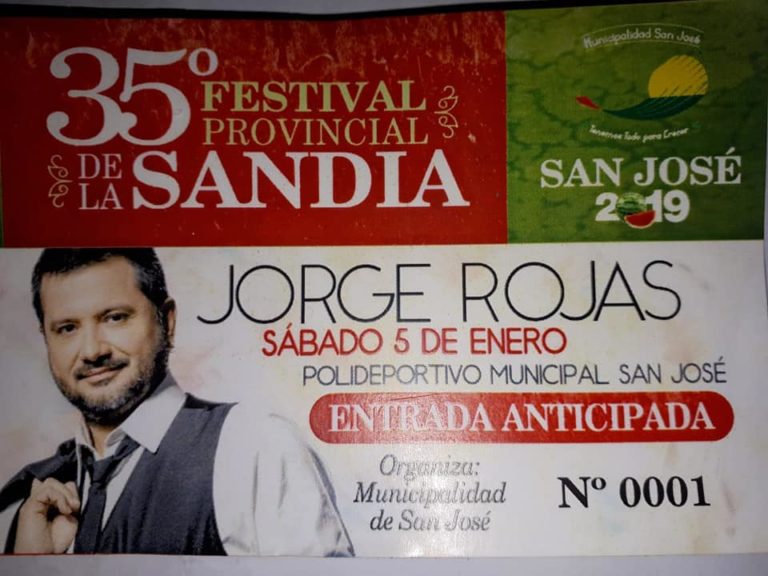 35º FESTIVAL
PROVINCIAL
DE LA SANDIA
Municipalidad San José
Tenemos Todo para Crecer
SAN JOSÉ
2019
JORGE ROJAS
SÁBADO 5 DE ENERO
POLIDEPORTIVO MUNICIPAL SAN JOSÉ
ENTRADA ANTICIPADA
Organiza:
Municipalidad
de San José
Nº 0001